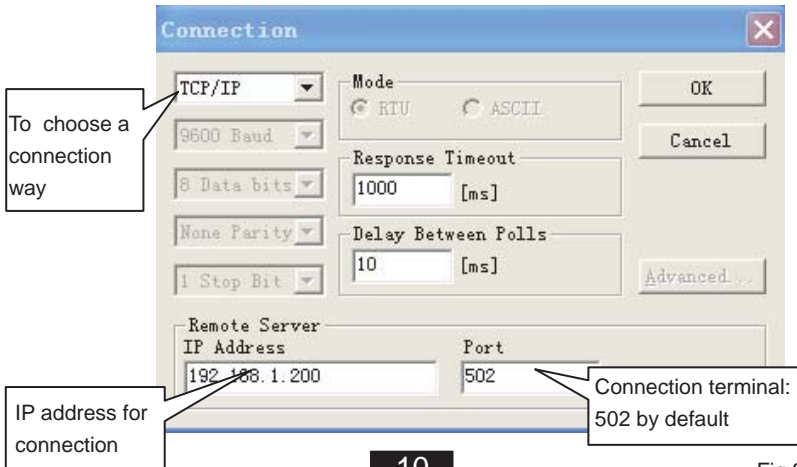 Connection
To choose a
connection
way
TCP/IP
9600 Baud
8 Data bits
None Parity
1 Stop Bit
Mode
RTU ASCII
Response Timeout
1000 [ms]
Delay Between Polls
10 [ms]
OK
Cancel
Advanced...
Remote Server
IP Address Port
192.168.1.200 502
IP address for
connection
Connection terminal:
502 by default
10